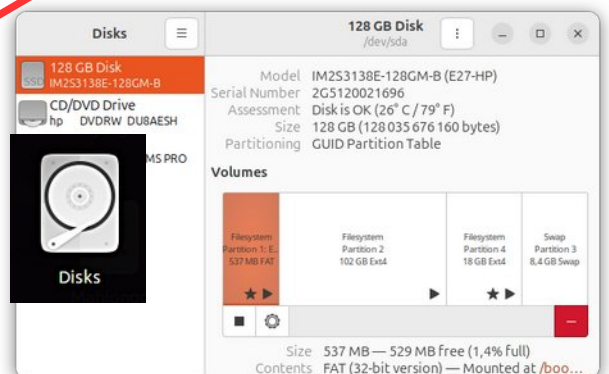 Disks
128 GB Disk
/dev/sda
128 GB Disk
SSD
IM2S3138E-128GM-B
CD/DVD Drive
hp DVDRW DU8AESH
MS PRO
Disks
Model IM2S3138E-128GM-B (E27-HP)
Serial Number 2G5120021696
Assessment Disk is OK (26° C / 79° F)
Size 128 GB (128 035 676 160 bytes)
Partitioning GUID Partition Table
Volumes
Filesystem
Partition 1: E…
537 MB FAT
Filesystem
Partition 2
102 GB Ext4
Filesystem
Partition 4
18 GB Ext4
Swap
Partition 3
8,4 GB Swap
Size 537 MB — 529 MB free (1,4% full)
Contents FAT (32-bit version) — Mounted at /boo…